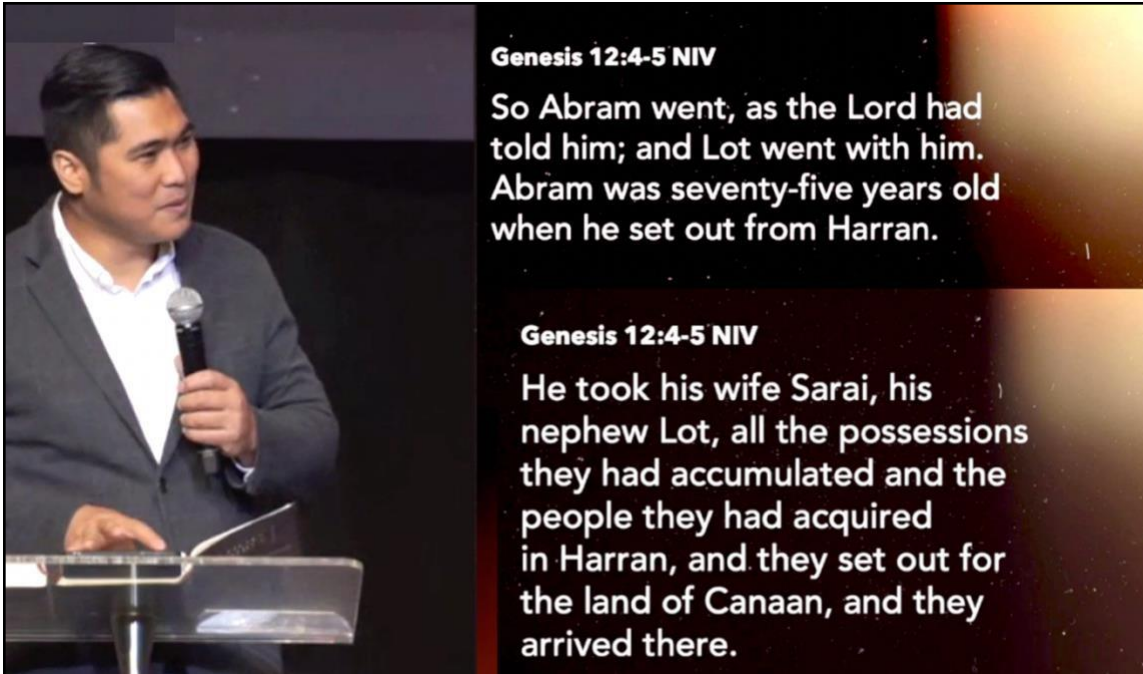 Genesis 12:4-5 NIV
So Abram went, as the Lord had
told him; and Lot went with him.
Abram was seventy-five years old
when he set out from Harran.
Genesis 12:4-5 NIV
He took his wife Sarai, his
nephew Lot, all the possessions
they had accumulated and the
people they had acquired
in Harran, and they set out for
the land of Canaan, and they
arrived there.